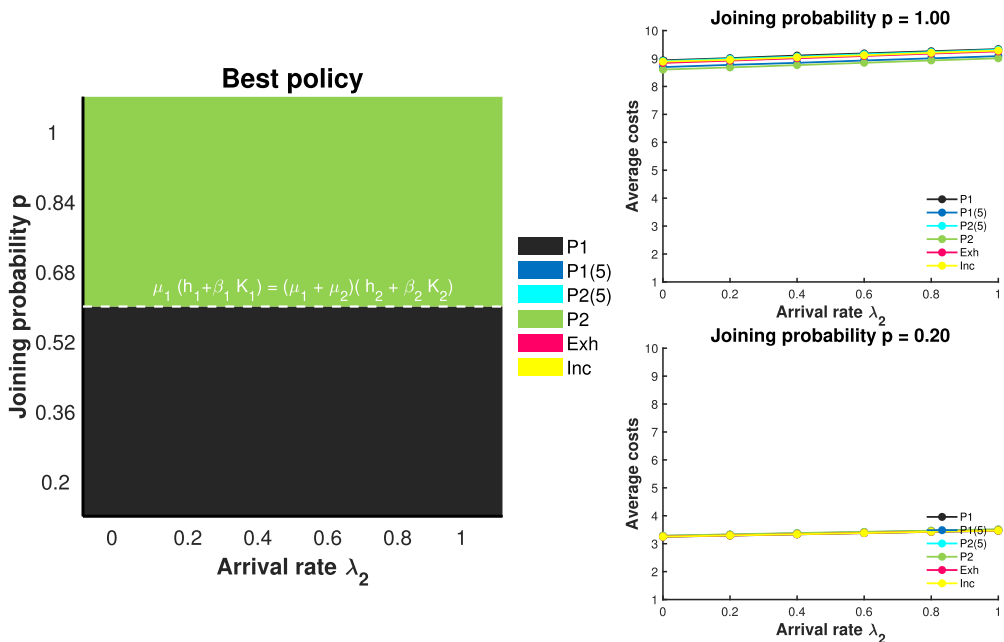 Best policy
Joining probability p
1
0.84
0.68
0.52
0.36
0.2
μ₁ (h₁+β₁ K₁) = (μ₁ + μ₂)( h₂ + β₂ K₂)
0 0.2 0.4 0.6 0.8 1
Arrival rate λ₂
P1
P1(5)
P2(5)
P2
Exh
Inc
Joining probability p = 1.00
Average costs
10
9
8
7
6
5
4
3
2
1
P1
P1(5)
P2(5)
P2
Exh
Inc
0 0.2 0.4 0.6 0.8 1
Arrival rate λ₂
Joining probability p = 0.20
Average costs
10
9
8
7
6
5
4
3
2
1
P1
P1(5)
P2(5)
P2
Exh
Inc
0 0.2 0.4 0.6 0.8 1
Arrival rate λ₂